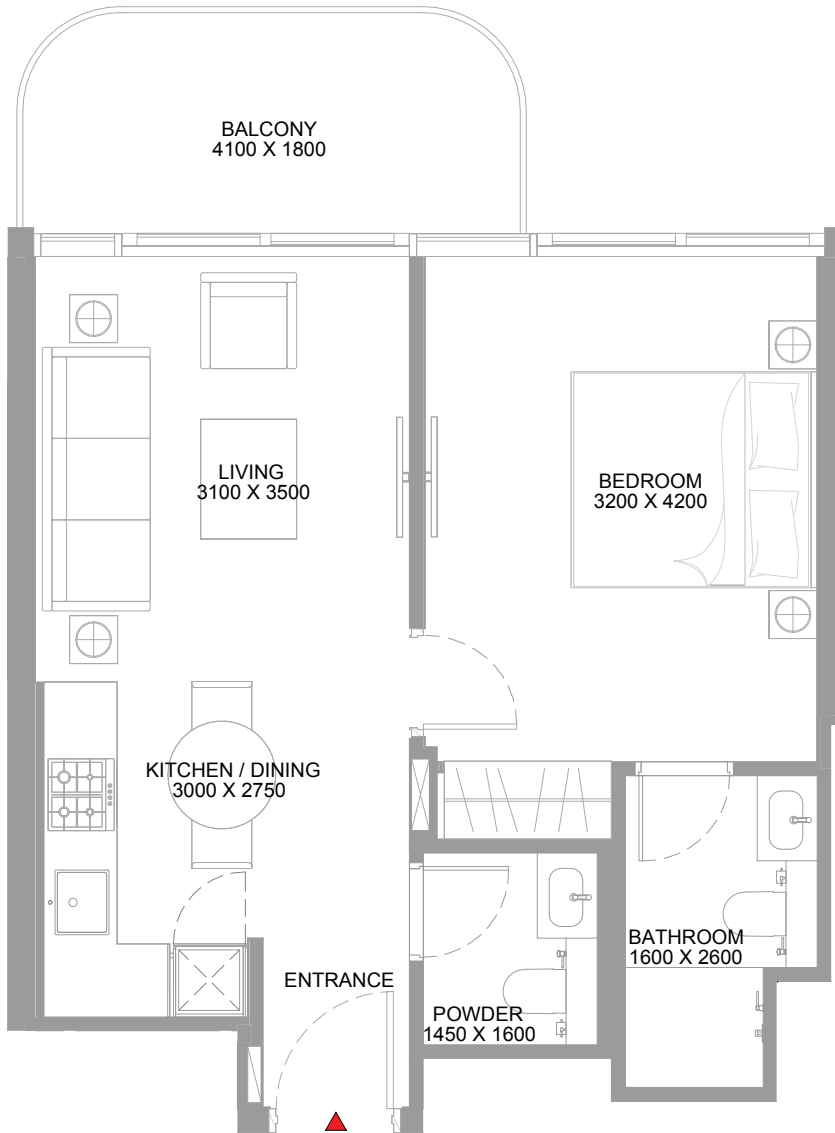 BALCONY
4100 X 1800
LIVING
3100 X 3500
BEDROOM
3200 X 4200
KITCHEN / DINING
3000 X 2750
BATHROOM
1600 X 2600
ENTRANCE
POWDER
1450 X 1600